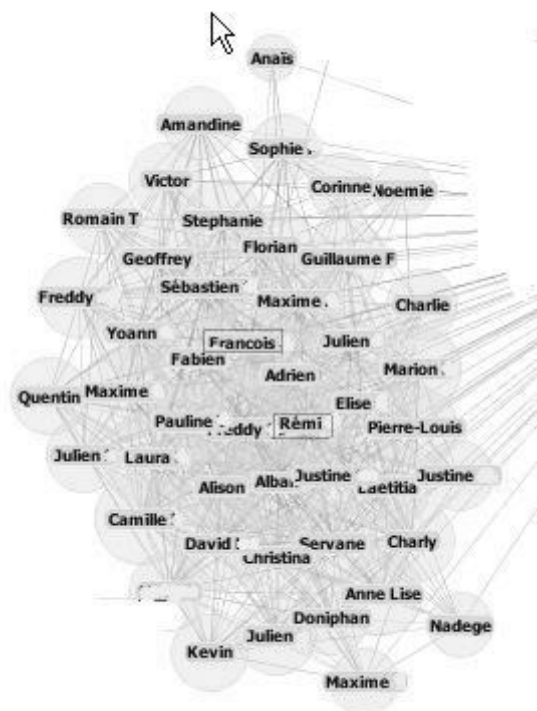 Anaïs
Amandine
Sophie
Victor
Corinne
Noemie
Romain T
Stephanie
Florian
Geoffrey
Guillaume F
Sébastien
Freddy
Maxime
Charlie
Yoann
Francois
Julien
Fabien
Adrien
Marion
Quentin
Maxime
Elise
Pauline
Freddy
Rémi
Pierre-Louis
Julien
Laura
Alison
Justine
Laetitia
Justine
Camille
David
Christina
Servane
Charly
Anne Lise
Doniphan
Nadege
Julien
Kevin
Maxime